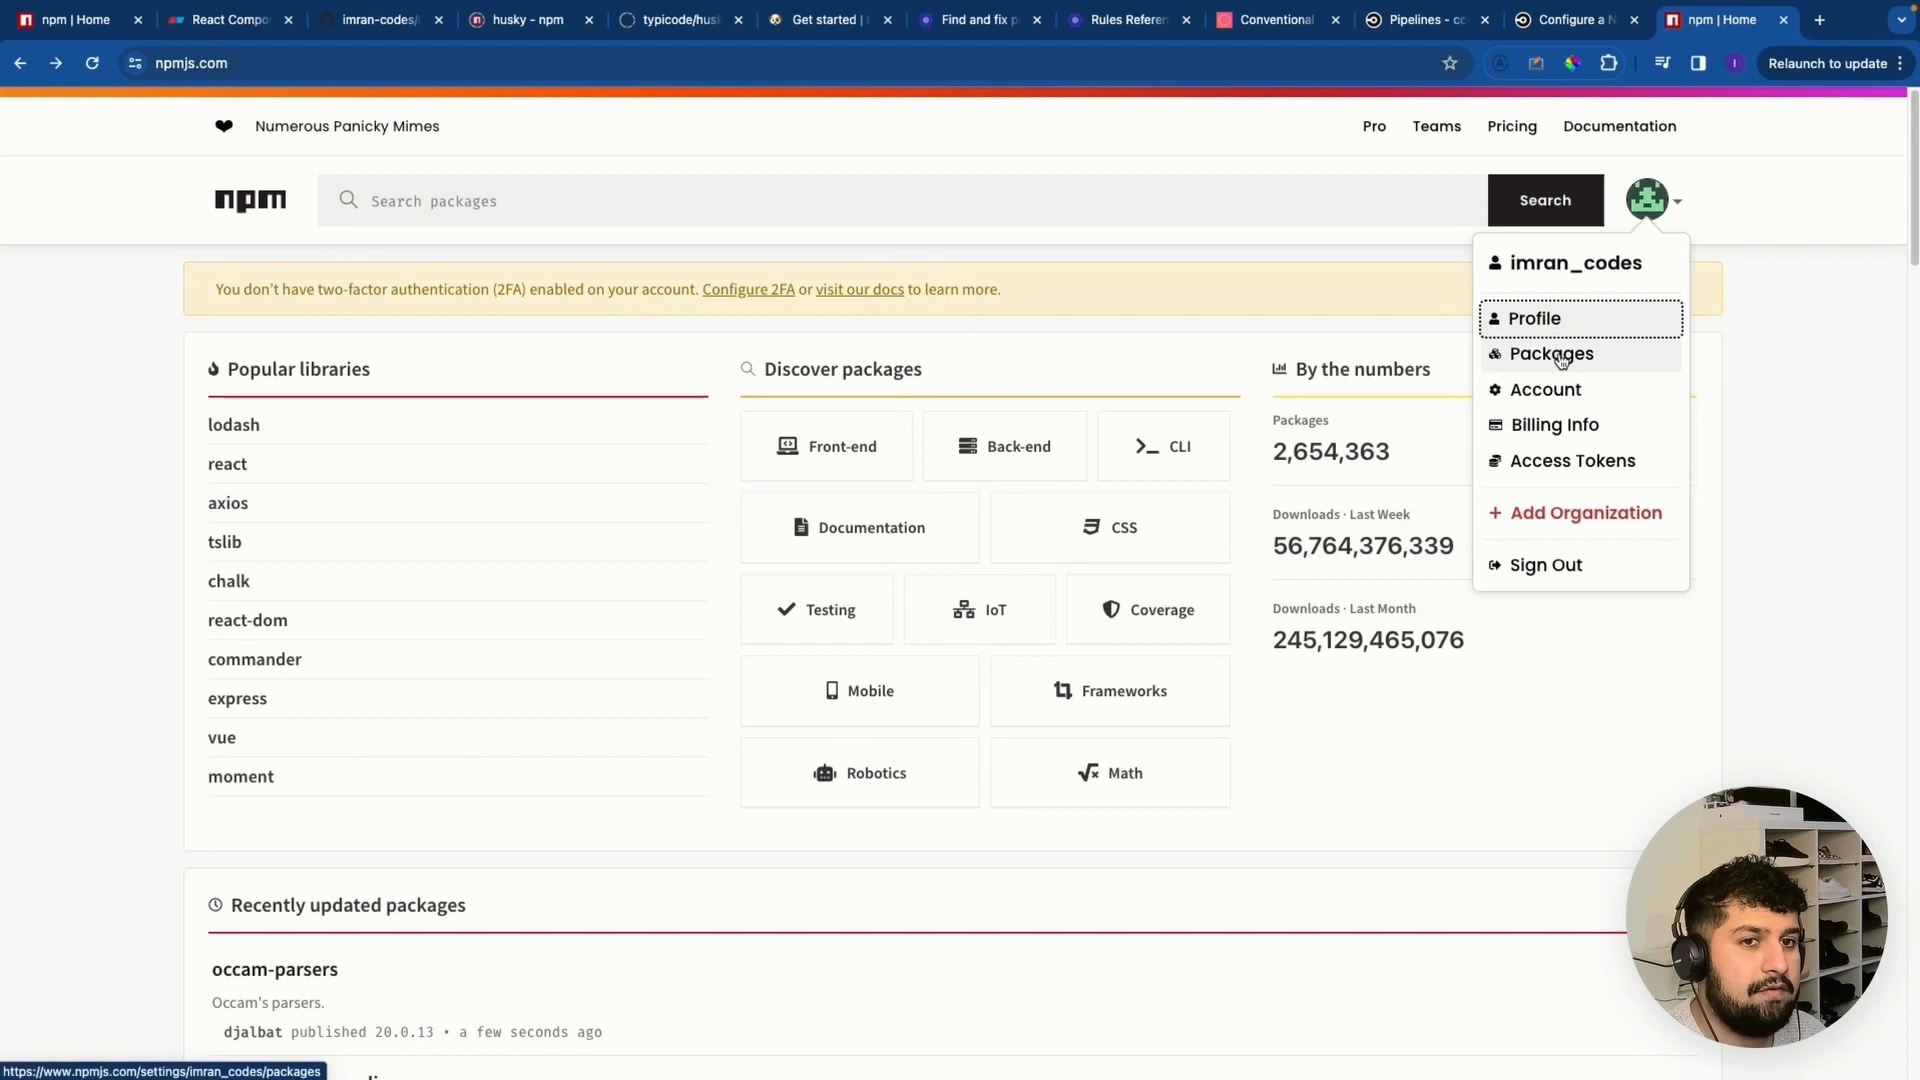 npm | Home
React Compo
imran-codes/r
husky - npm
typicode/husk
Get started |
Find and fix p
Rules Referen
Conventional
Pipelines - cc
Configure a N
npm | Home
npmjs.com
Relaunch to update
Numerous Panicky Mimes
Pro
Teams
Pricing
Documentation
npm
Search packages
Search
imran_codes
Profile
Packages
Account
Billing Info
Access Tokens
+ Add Organization
Sign Out
You don't have two-factor authentication (2FA) enabled on your account. Configure 2FA or visit our docs to learn more.
Popular libraries
lodash
react
axios
tslib
chalk
react-dom
commander
express
vue
moment
Discover packages
Front-end
Back-end
CLI
Documentation
CSS
Testing
IoT
Coverage
Mobile
Frameworks
Robotics
Math
By the numbers
Packages
2,654,363
Downloads · Last Week
56,764,376,339
Downloads · Last Month
245,129,465,076
Recently updated packages
occam-parsers
Occam's parsers.
djalbat published 20.0.13 • a few seconds ago
https://www.npmjs.com/settings/imran_codes/packages